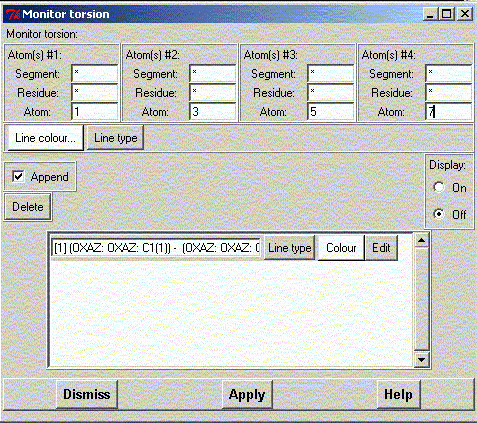 Monitor torsion
Monitor torsion:
Atom(s) #1: Atom(s) #2: Atom(s) #3: Atom(s) #4:
Segment: * Segment: * Segment: * Segment: *
Residue: * Residue: * Residue: * Residue: *
Atom: 1 Atom: 3 Atom: 5 Atom: 7
Line colour... Line type
Append
Display:
On
Off
Delete
[1] (OXAZ: OXAZ: C1(1)) - (OXAZ: OXAZ: Line type Colour Edit
Dismiss Apply Help